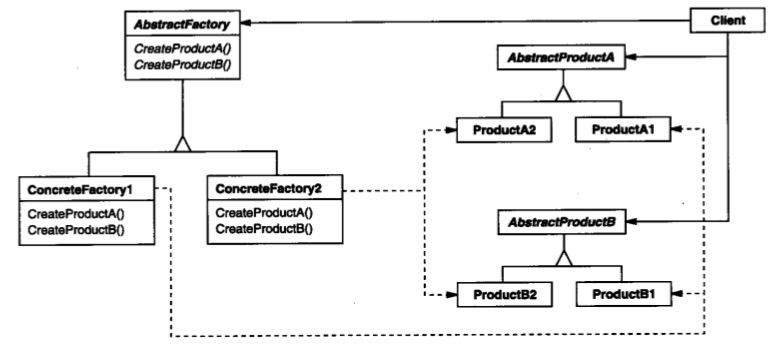 AbstractFactory
CreateProductA()
CreateProductB()
Client
AbstractProductA
ProductA2
ProductA1
ConcreteFactory1
CreateProductA()
CreateProductB()
ConcreteFactory2
CreateProductA()
CreateProductB()
AbstractProductB
ProductB2
ProductB1